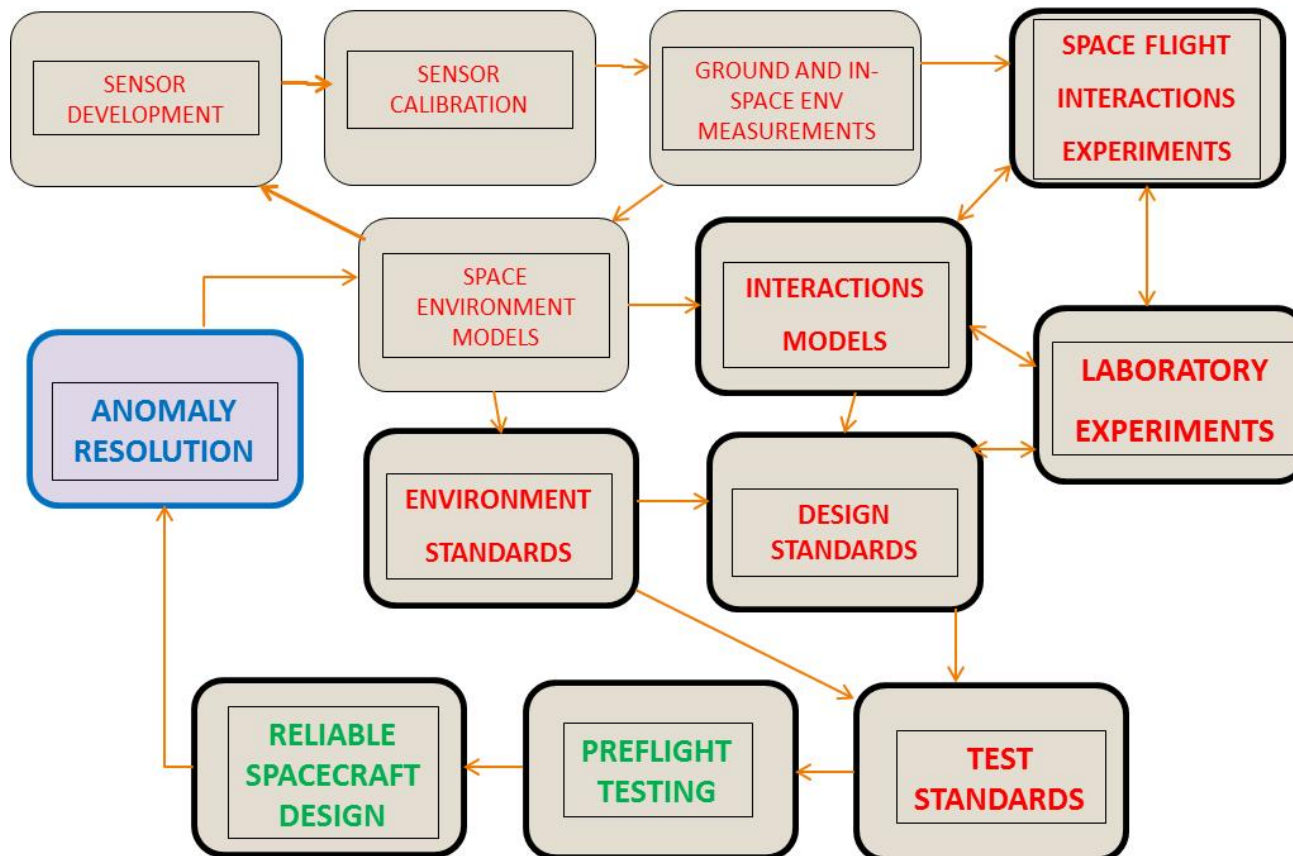 SENSOR
DEVELOPMENT
SENSOR
CALIBRATION
GROUND AND IN-
SPACE ENV
MEASUREMENTS
SPACE FLIGHT
INTERACTIONS
EXPERIMENTS
SPACE
ENVIRONMENT
MODELS
INTERACTIONS
MODELS
LABORATORY
EXPERIMENTS
ANOMALY
RESOLUTION
ENVIRONMENT
STANDARDS
DESIGN
STANDARDS
RELIABLE
SPACECRAFT
DESIGN
PREFLIGHT
TESTING
TEST
STANDARDS